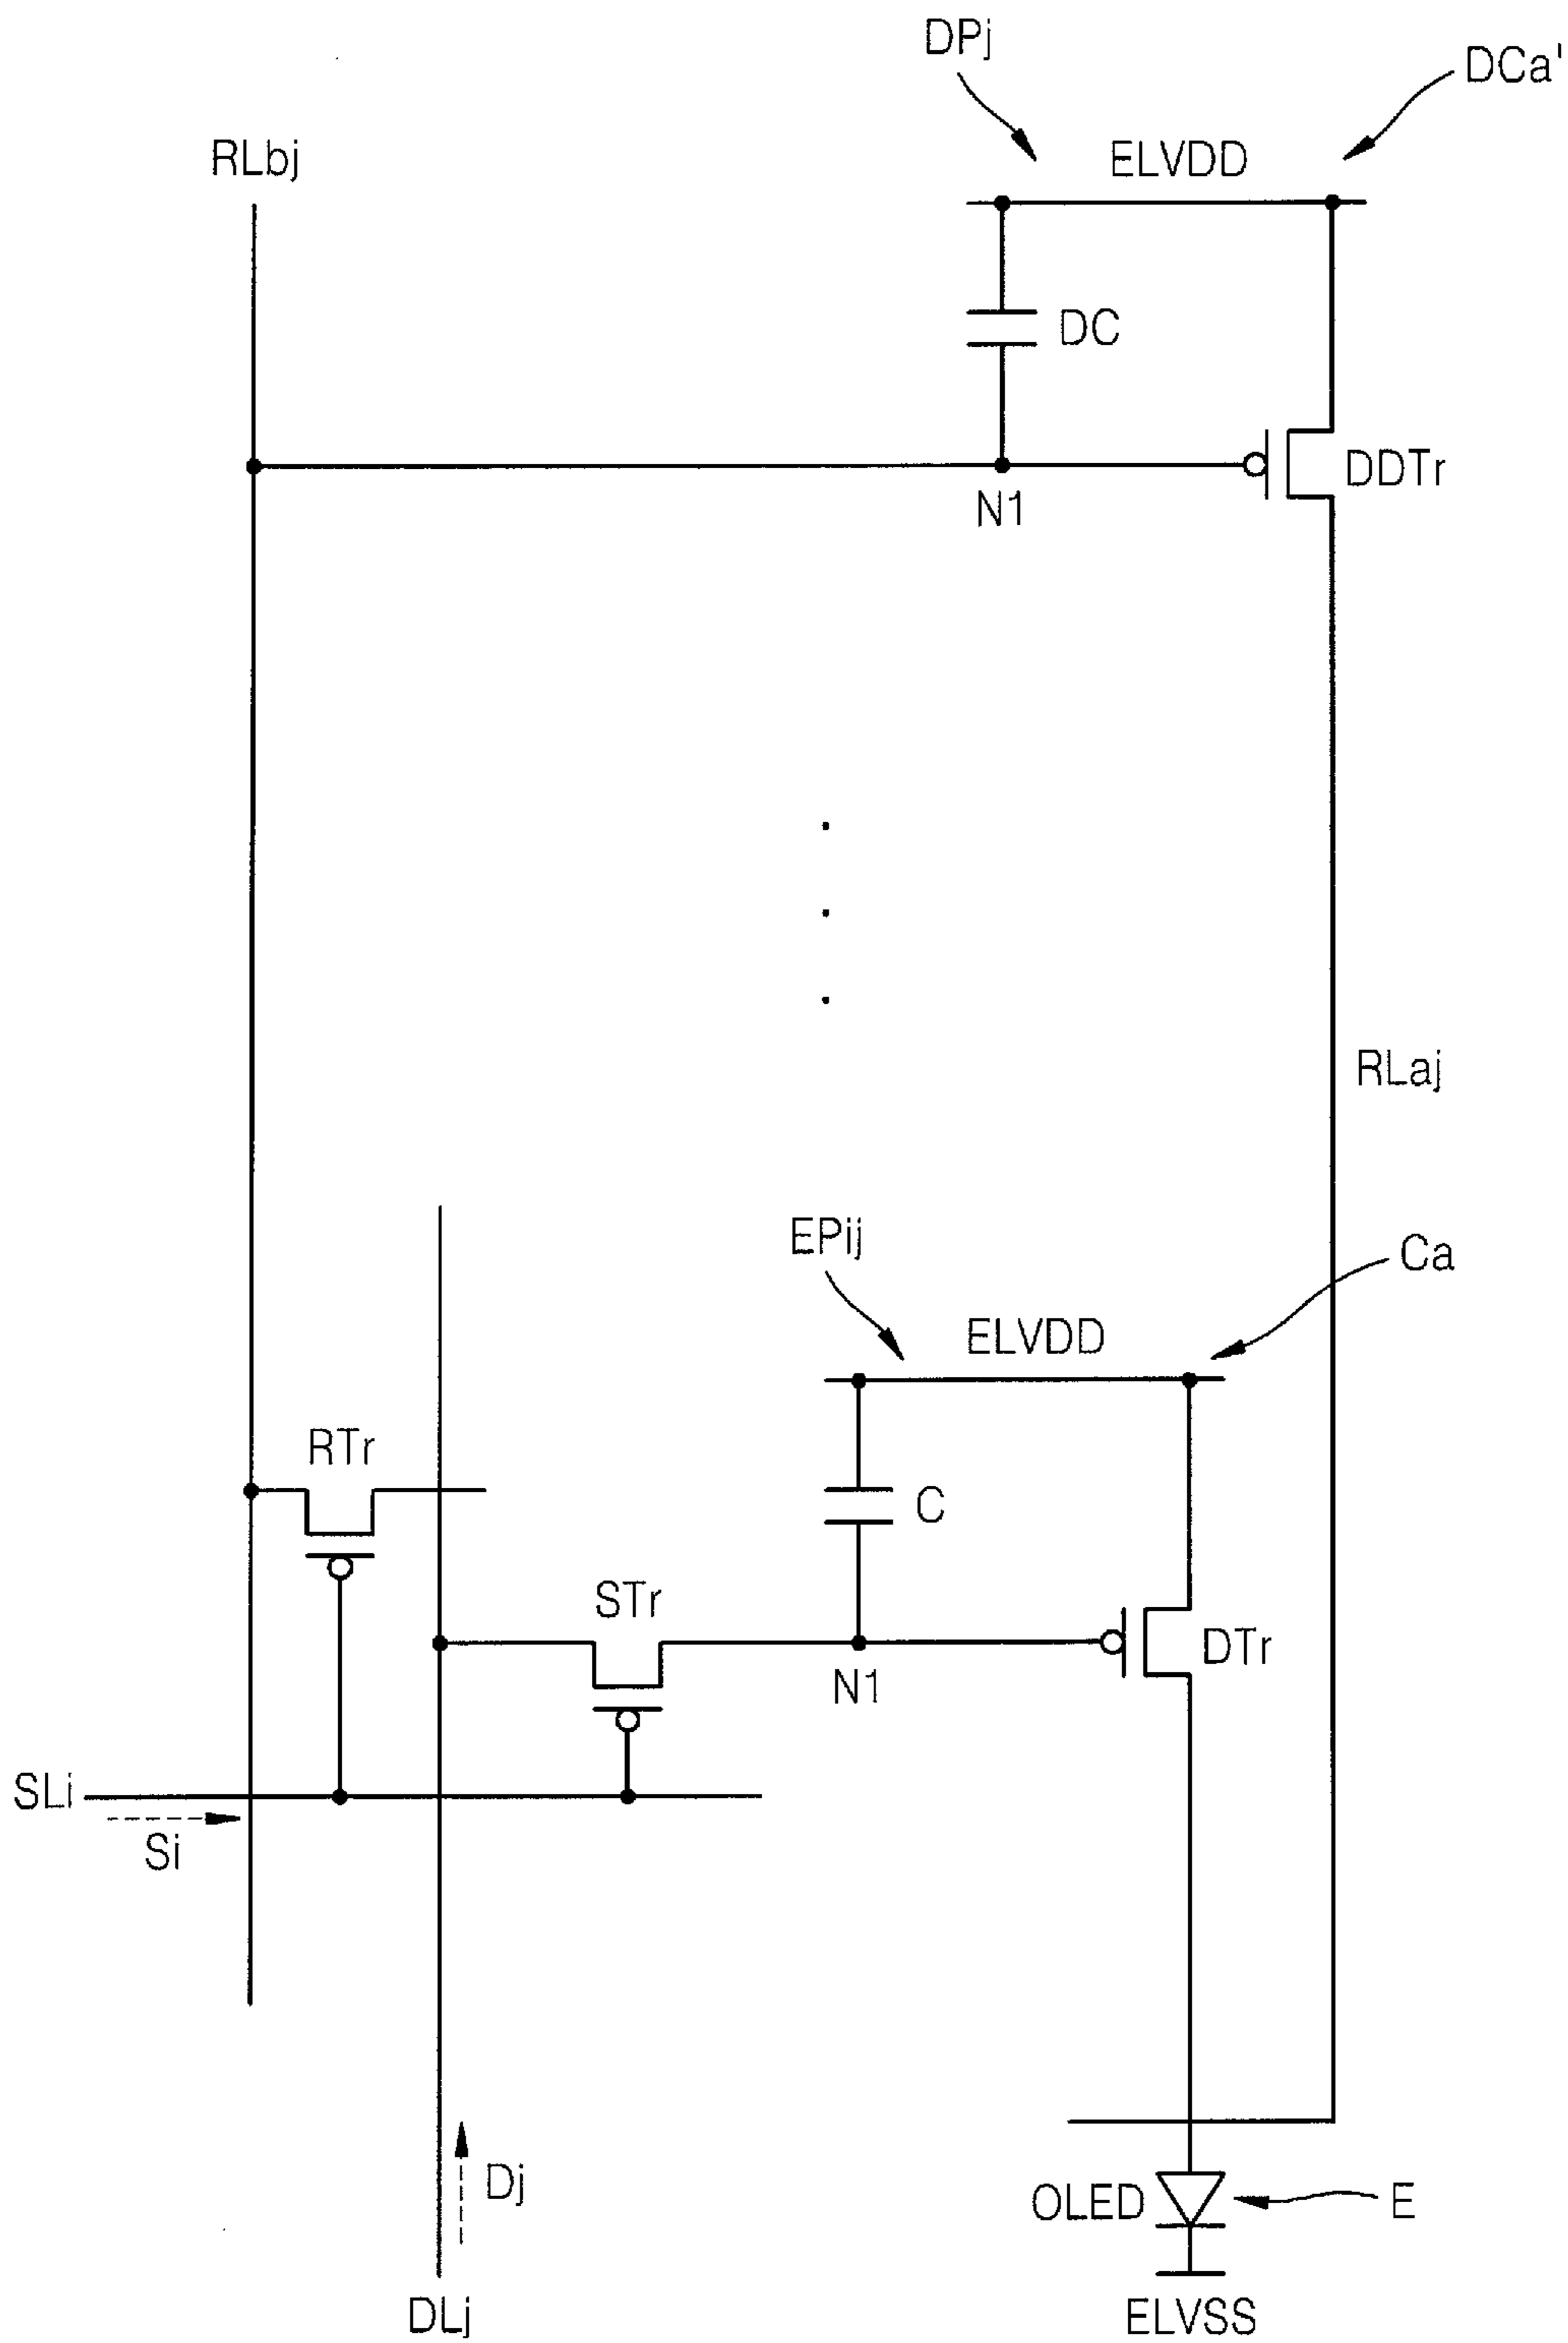 DPj
DCa'
RLbj
ELVDD
DC
DDTr
N1
RLaj
EPij
Ca
ELVDD
RTr
C
STr
DTr
N1
SLi
Si
Dj
OLED
E
DLj
ELVSS